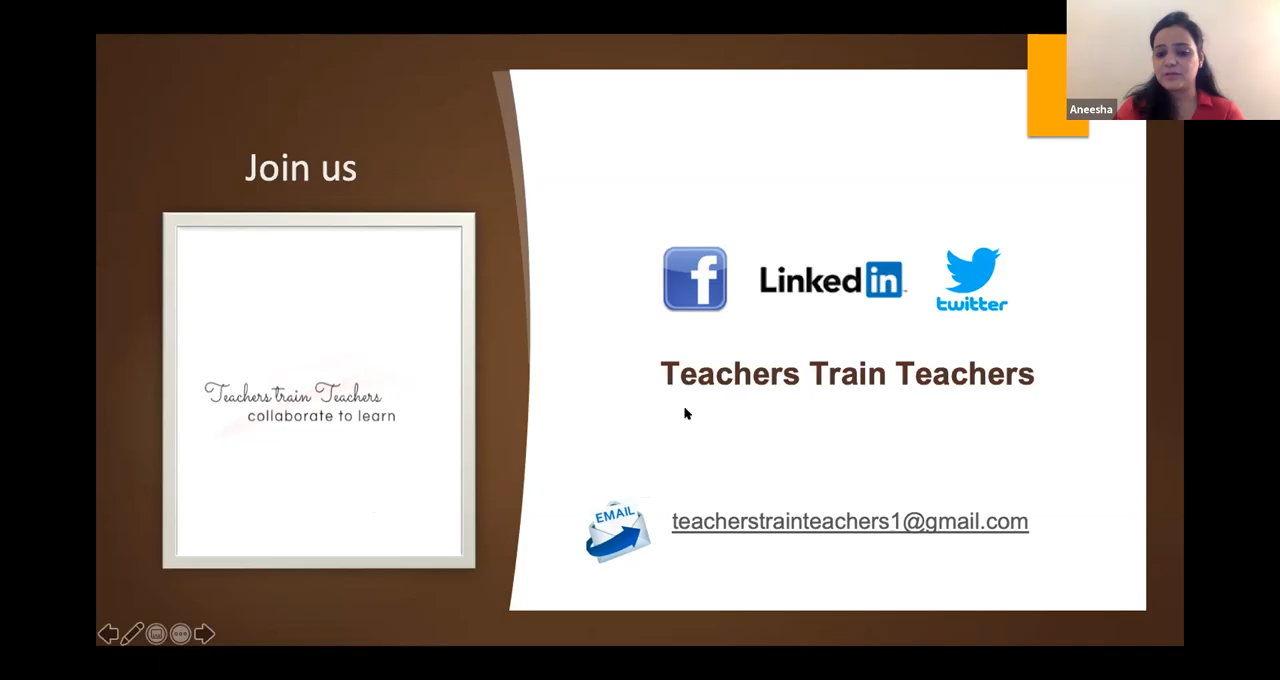 Aneesha
Join us
Teachers train Teachers
collaborate to learn
f
Linkedin
twitter
Teachers Train Teachers
EMAIL
teacherstrainteachers1@gmail.com